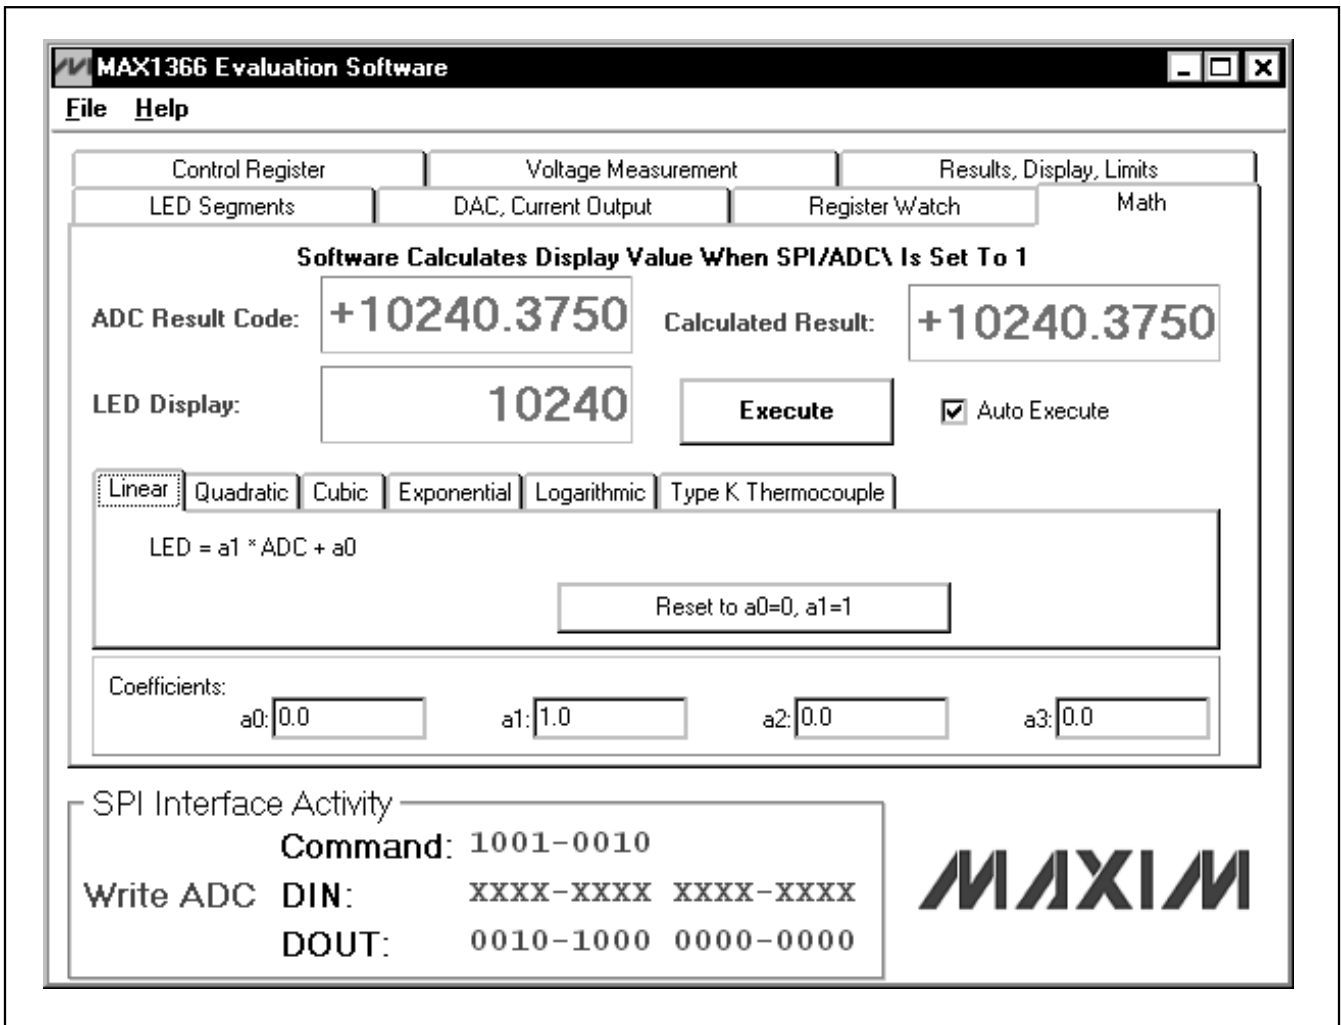 MAX1366 Evaluation Software
File Help
Control Register Voltage Measurement Results, Display, Limits
LED Segments DAC, Current Output Register Watch Math
Software Calculates Display Value When SPI/ADC\ Is Set To 1
ADC Result Code: +10240.3750 Calculated Result: +10240.3750
LED Display: 10240 Execute Auto Execute
Linear Quadratic Cubic Exponential Logarithmic Type K Thermocouple
LED = a1 * ADC + a0
Reset to a0=0, a1=1
Coefficients:
a0: 0.0 a1: 1.0 a2: 0.0 a3: 0.0
SPI Interface Activity
Command: 1001-0010
Write ADC DIN: XXXX-XXXX XXXX-XXXX
DOUT: 0010-1000 0000-0000
MAXIM